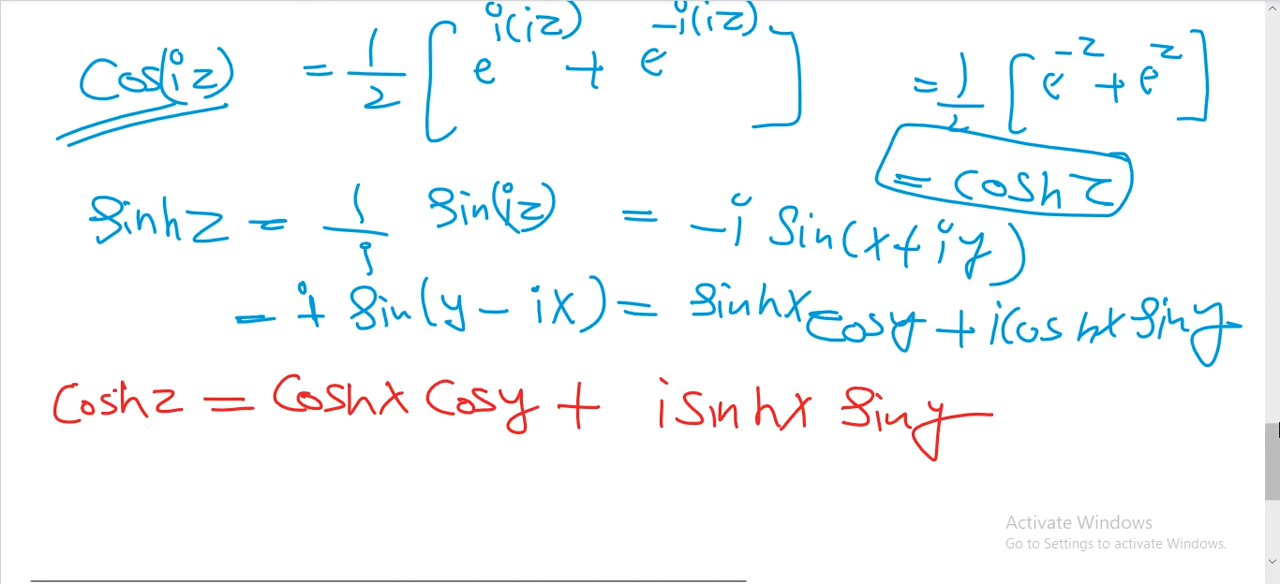 Cos(iz) = 1/2 [ e^{i(iz)} + e^{-i(iz)} ] = 1/2 [ e^{-z} + e^{z} ]
= cosh z
Sinh z = 1/i Sin(iz) = -i Sin(x+iy)
= i Sin(y - ix) = Sinhx Cosy + i Coshx Siny
Cosh z = Coshx Cosy + i Sinhx Siny
Activate Windows
Go to Settings to activate Windows.